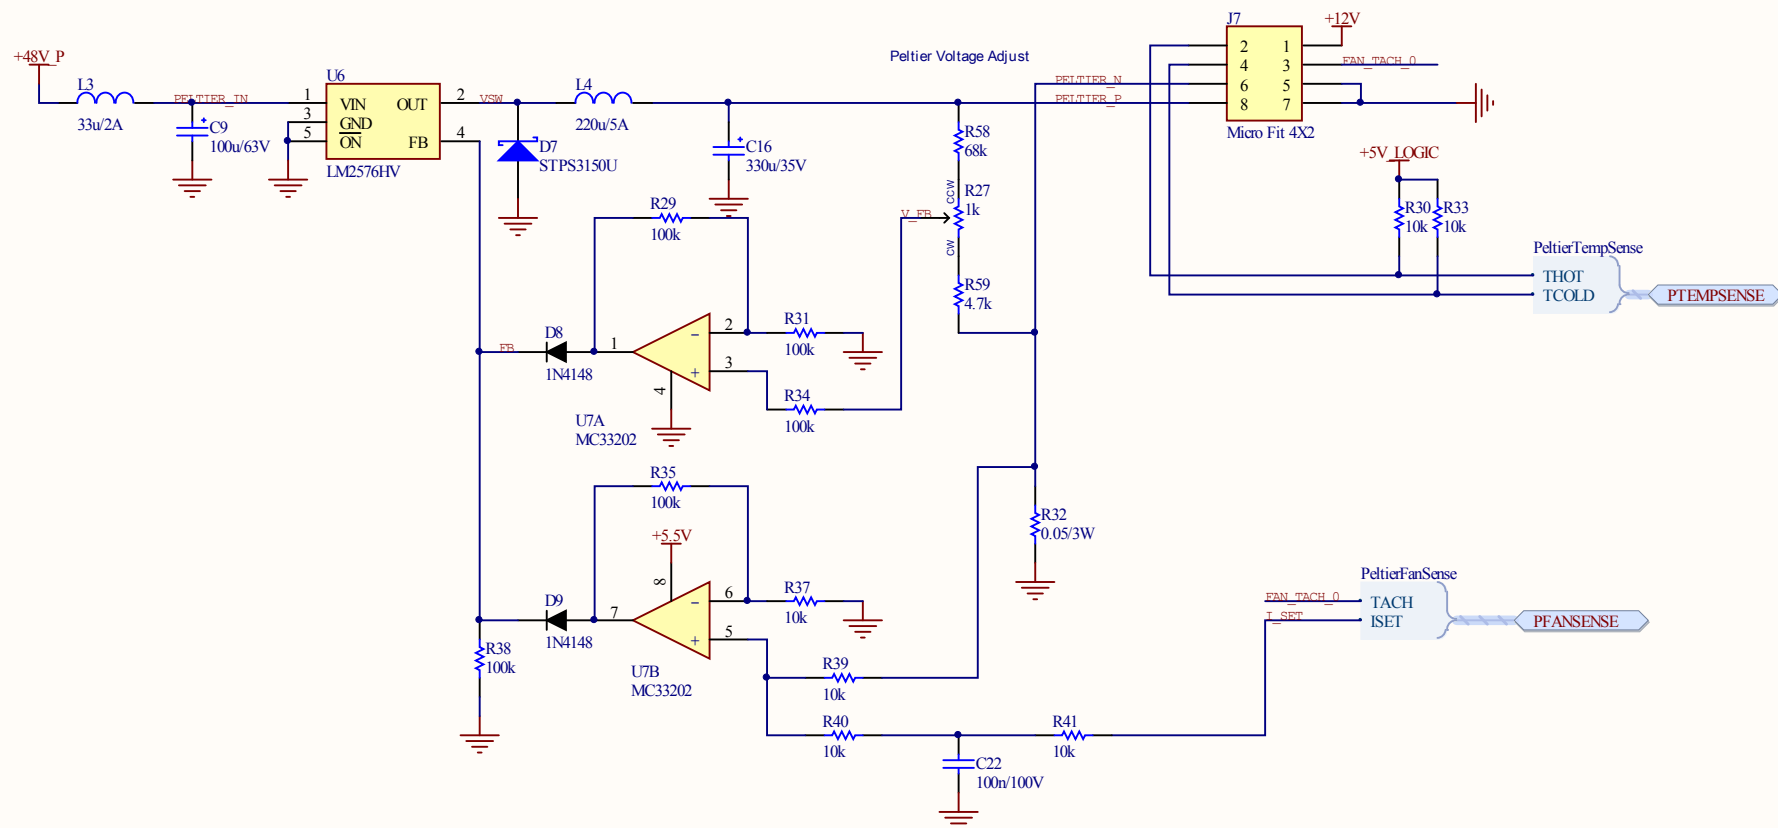 +48V_P
L3
33u/2A
PELTIER_IN
C9
100u/63V
U6
1
3
5
VIN
GND
ON
OUT
FB
2
4
LM2576HV
VSW
L4
220u/5A
D7
STPS3150U
C16
330u/35V
Peltier Voltage Adjust
PELTIER_N
PELTIER_P
J7
2
4
6
8
1
3
5
7
Micro Fit 4X2
+12V
FAN_TACH_0
R58
68k
CCW
R27
1k
CW
V_FB
R59
4.7k
+5V_LOGIC
R30
10k
R33
10k
PeltierTempSense
THOT
TCOLD
PTEMPSENSE
R29
100k
FB
D8
1N4148
1
2
3
4
R31
100k
R34
100k
U7A
MC33202
R35
100k
+5.5V
8
D9
1N4148
7
6
5
R37
10k
R38
100k
U7B
MC33202
R39
10k
R40
10k
C22
100n/100V
R41
10k
R32
0.05/3W
PeltierFanSense
FAN_TACH_0
I_SET
TACH
ISET
PFANSENSE